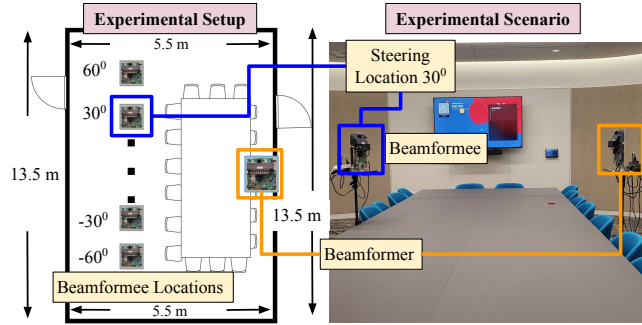 Experimental Setup
Experimental Scenario
5.5 m
60⁰
30⁰
Steering
Location 30⁰
Beamformee
13.5 m
13.5 m
-30⁰
-60⁰
Beamformer
Beamformee Locations
5.5 m